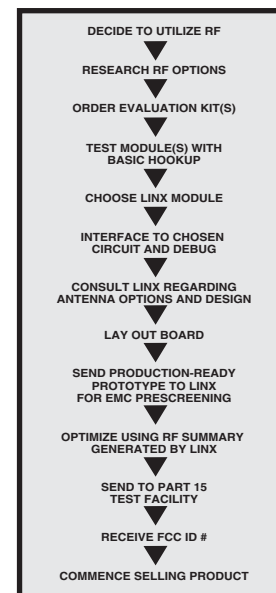 DECIDE TO UTILIZE RF
RESEARCH RF OPTIONS
ORDER EVALUATION KIT(S)
TEST MODULE(S) WITH
BASIC HOOKUP
CHOOSE LINX MODULE
INTERFACE TO CHOSEN
CIRCUIT AND DEBUG
CONSULT LINX REGARDING
ANTENNA OPTIONS AND DESIGN
LAY OUT BOARD
SEND PRODUCTION-READY
PROTOTYPE TO LINX
FOR EMC PRESCREENING
OPTIMIZE USING RF SUMMARY
GENERATED BY LINX
SEND TO PART 15
TEST FACILITY
RECEIVE FCC ID #
COMMENCE SELLING PRODUCT